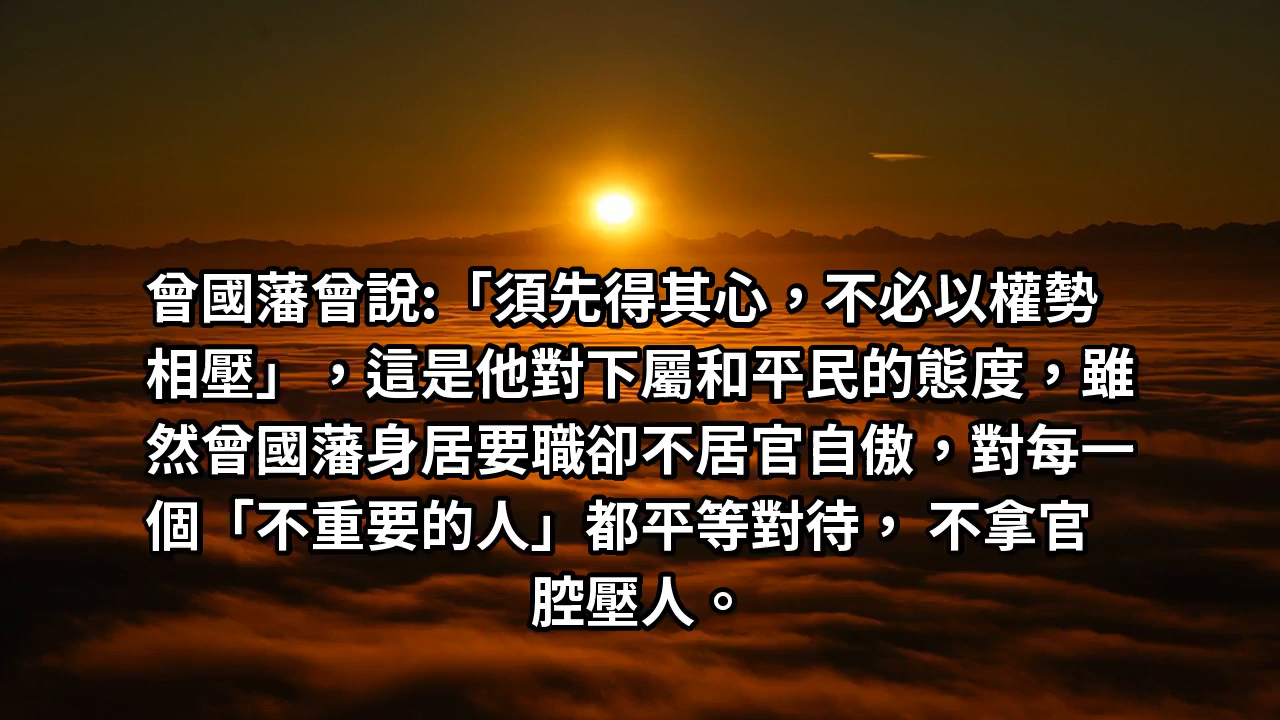 曾國藩曾說:「須先得其心，不必以權勢
相壓」，這是他對下屬和平民的態度，雖
然曾國藩身居要職卻不居官自傲，對每一
個「不重要的人」都平等對待， 不拿官
腔壓人。